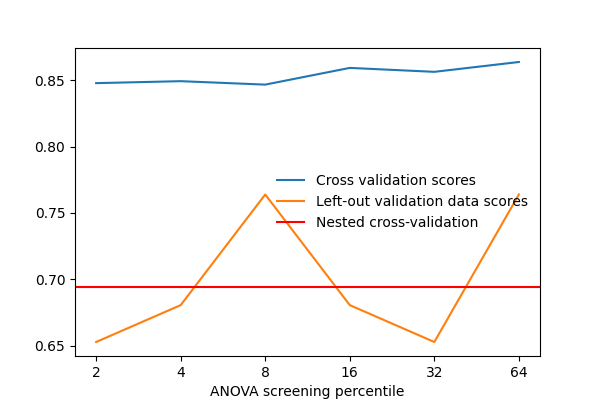 0.85
0.80
0.75
0.70
0.65
Cross validation scores
Left-out validation data scores
Nested cross-validation
2 4 8 16 32 64
ANOVA screening percentile